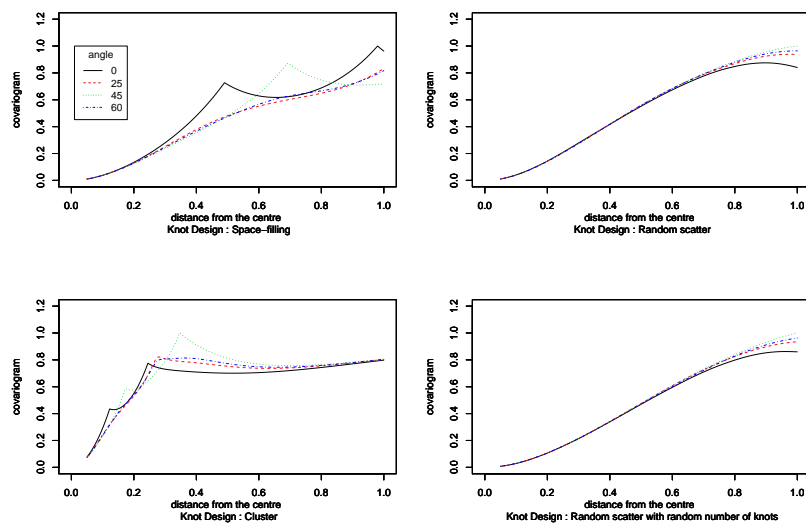 covariogram
0.0 0.2 0.4 0.6 0.8 1.0 1.2
angle
0
25
45
60
0.0 0.2 0.4 0.6 0.8 1.0
distance from the centre
Knot Design : Space−filling
covariogram
0.0 0.2 0.4 0.6 0.8 1.0 1.2
0.0 0.2 0.4 0.6 0.8 1.0
distance from the centre
Knot Design : Random scatter
covariogram
0.0 0.2 0.4 0.6 0.8 1.0 1.2
0.0 0.2 0.4 0.6 0.8 1.0
distance from the centre
Knot Design : Cluster
covariogram
0.0 0.2 0.4 0.6 0.8 1.0 1.2
0.0 0.2 0.4 0.6 0.8 1.0
distance from the centre
Knot Design : Random scatter with random number of knots